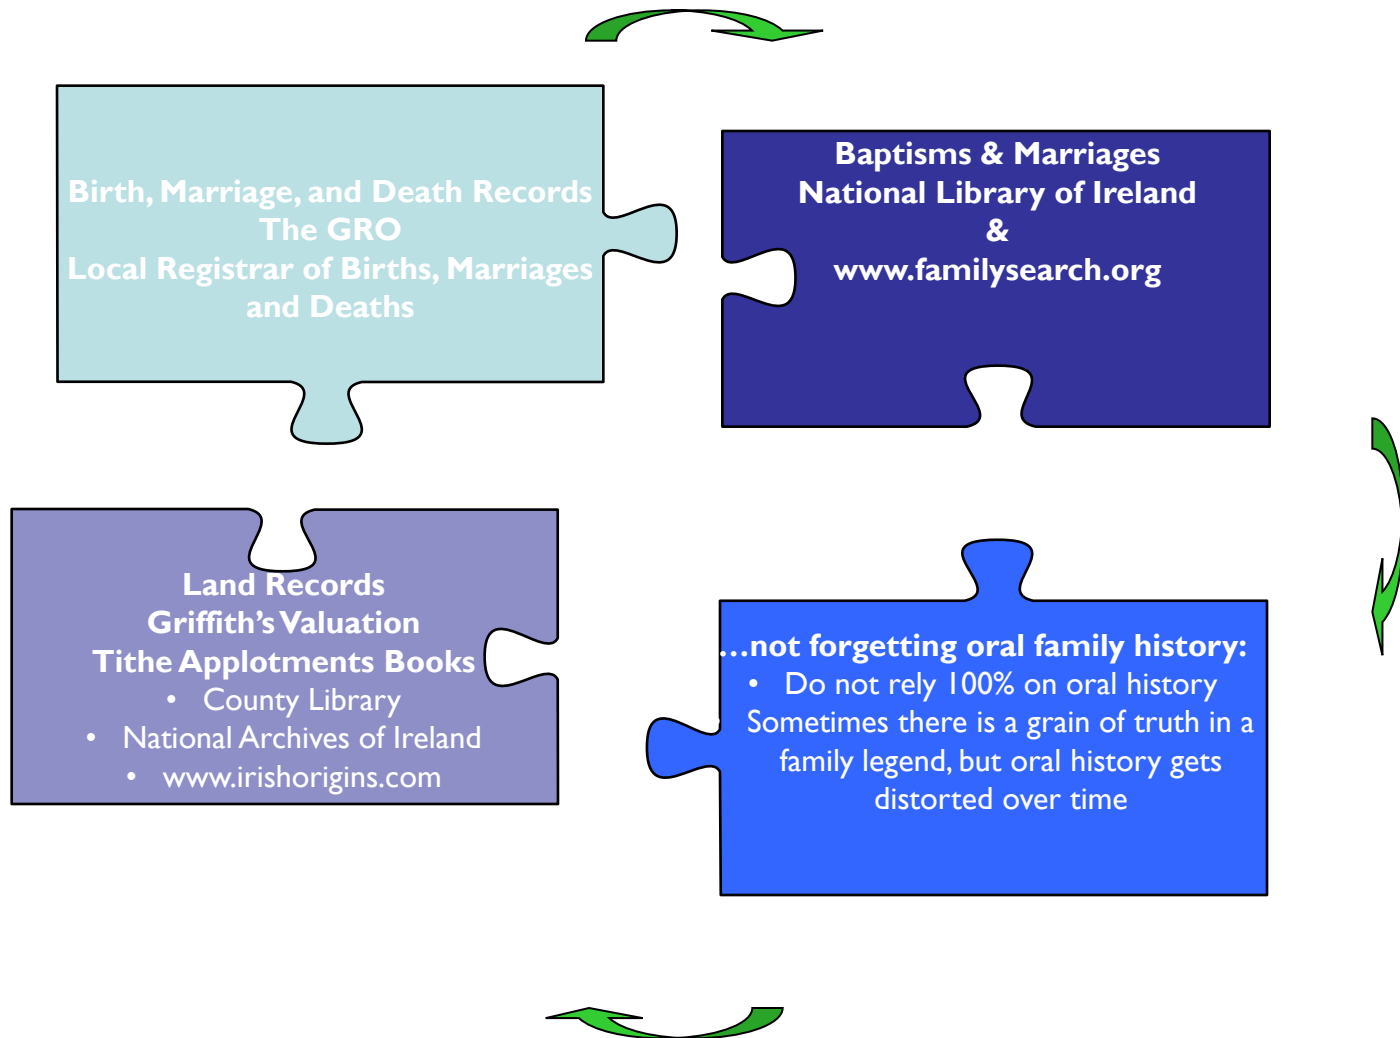 Birth, Marriage, and Death Records
The GRO
Local Registrar of Births, Marriages
and Deaths
Baptisms & Marriages
National Library of Ireland
&
www.familysearch.org
Land Records
Griffith's Valuation
Tithe Applotments Books
• County Library
• National Archives of Ireland
• www.irishorigins.com
…not forgetting oral family history:
• Do not rely 100% on oral history
• Sometimes there is a grain of truth in a
family legend, but oral history gets
distorted over time